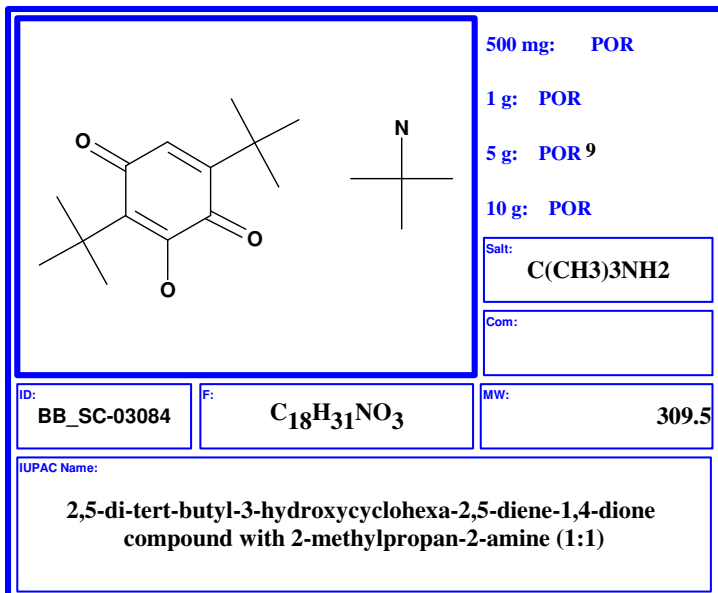 500 mg: POR
1 g: POR
5 g: POR 9
10 g: POR
O
N
O
O
Salt:
C(CH3)3NH2
Com:
ID:
BB_SC-03084
F:
C18H31NO3
MW:
309.5
IUPAC Name:
2,5-di-tert-butyl-3-hydroxycyclohexa-2,5-diene-1,4-dione
compound with 2-methylpropan-2-amine (1:1)